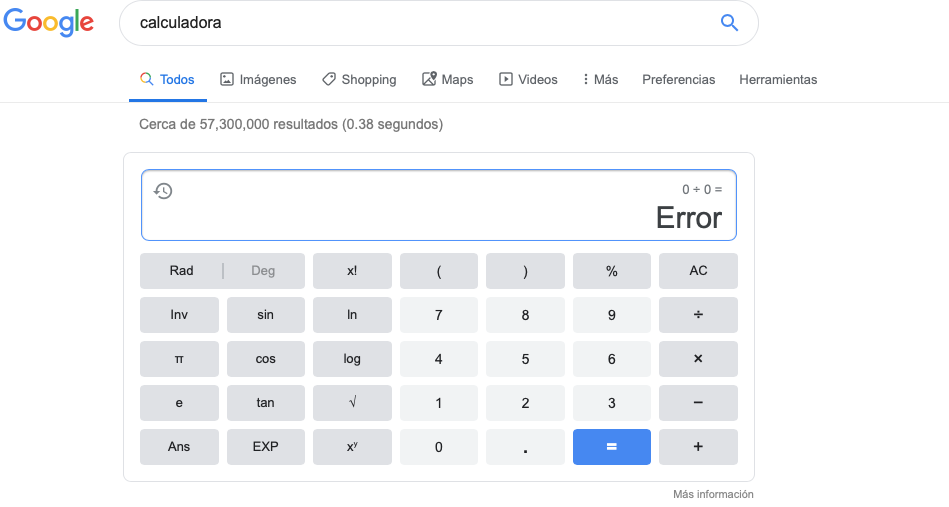 Google
calculadora
Todos Imágenes Shopping Maps Videos Más Preferencias Herramientas
Cerca de 57,300,000 resultados (0.38 segundos)
0 ÷ 0 =
Error
Rad | Deg x! ( ) % AC
Inv sin ln 7 8 9 ÷
π cos log 4 5 6 ×
e tan √ 1 2 3 −
Ans EXP xʸ 0 . = +
Más información